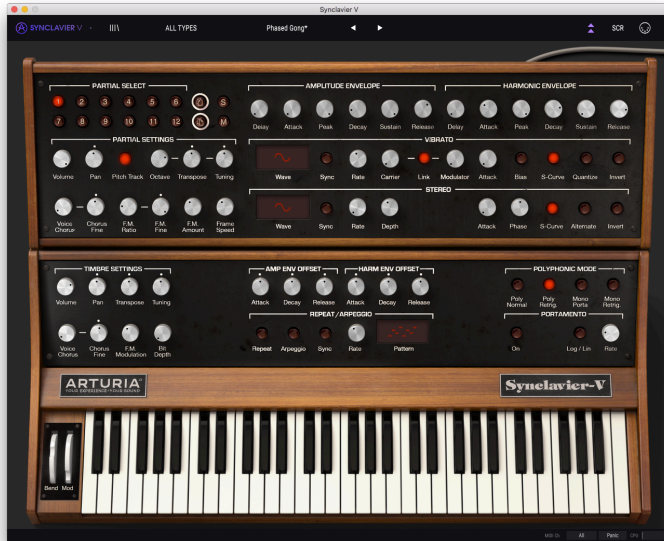 Synclavier V
SYNCLAVIER V
ALL TYPES
Phased Gong*
SCR
PARTIAL SELECT
AMPLITUDE ENVELOPE
HARMONIC ENVELOPE
1 2 3 4 5 6 S
7 8 9 10 11 12 M
Delay Attack Peak Decay Sustain Release
Delay Attack Peak Decay Sustain Release
PARTIAL SETTINGS
VIBRATO
Volume Pan Pitch Track Octave Transpose Tuning
Wave Sync Rate Carrier Link Modulator Attack Bias S-Curve Quantize Invert
STEREO
Voice Chorus
Chorus Fine
F.M. Ratio
F.M. Fine
F.M. Amount
Frame Speed
Wave Sync Rate Depth Attack Phase S-Curve Alternate Invert
TIMBRE SETTINGS
AMP ENV OFFSET
HARM ENV OFFSET
POLYPHONIC MODE
Volume Pan Transpose Tuning
Attack Decay Release
Attack Decay Release
Poly Normal
Poly Retrig.
Mono Porta
Mono Retrig.
REPEAT/ARPEGGIO
PORTAMENTO
Voice Chorus
Chorus Fine
F.M. Modulation
Bit Depth
Repeat Arpeggio Sync Rate Pattern
On Log / Lin Rate
ARTURIA
YOUR EXPERIENCE • YOUR SOUND
Synclavier-V
Bend Mod
MIDI Ch. All Panic CPU